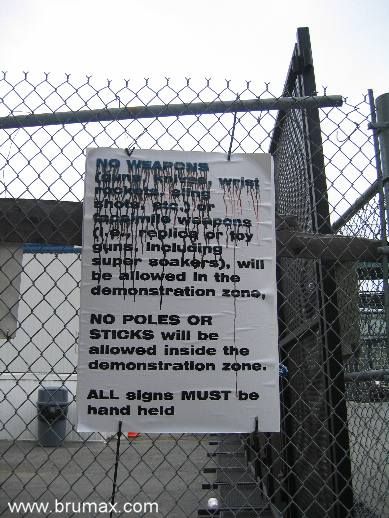 NO WEAPONS
(guns, knives, wrist
rockets, sling
shots, etc.) or
facsimile weapons
(i.e., replica or toy
guns, including
super soakers), will
be allowed in the
demonstration zone,
NO POLES OR
STICKS will be
allowed inside the
demonstration zone.
ALL signs MUST be
hand held
www.brumax.com